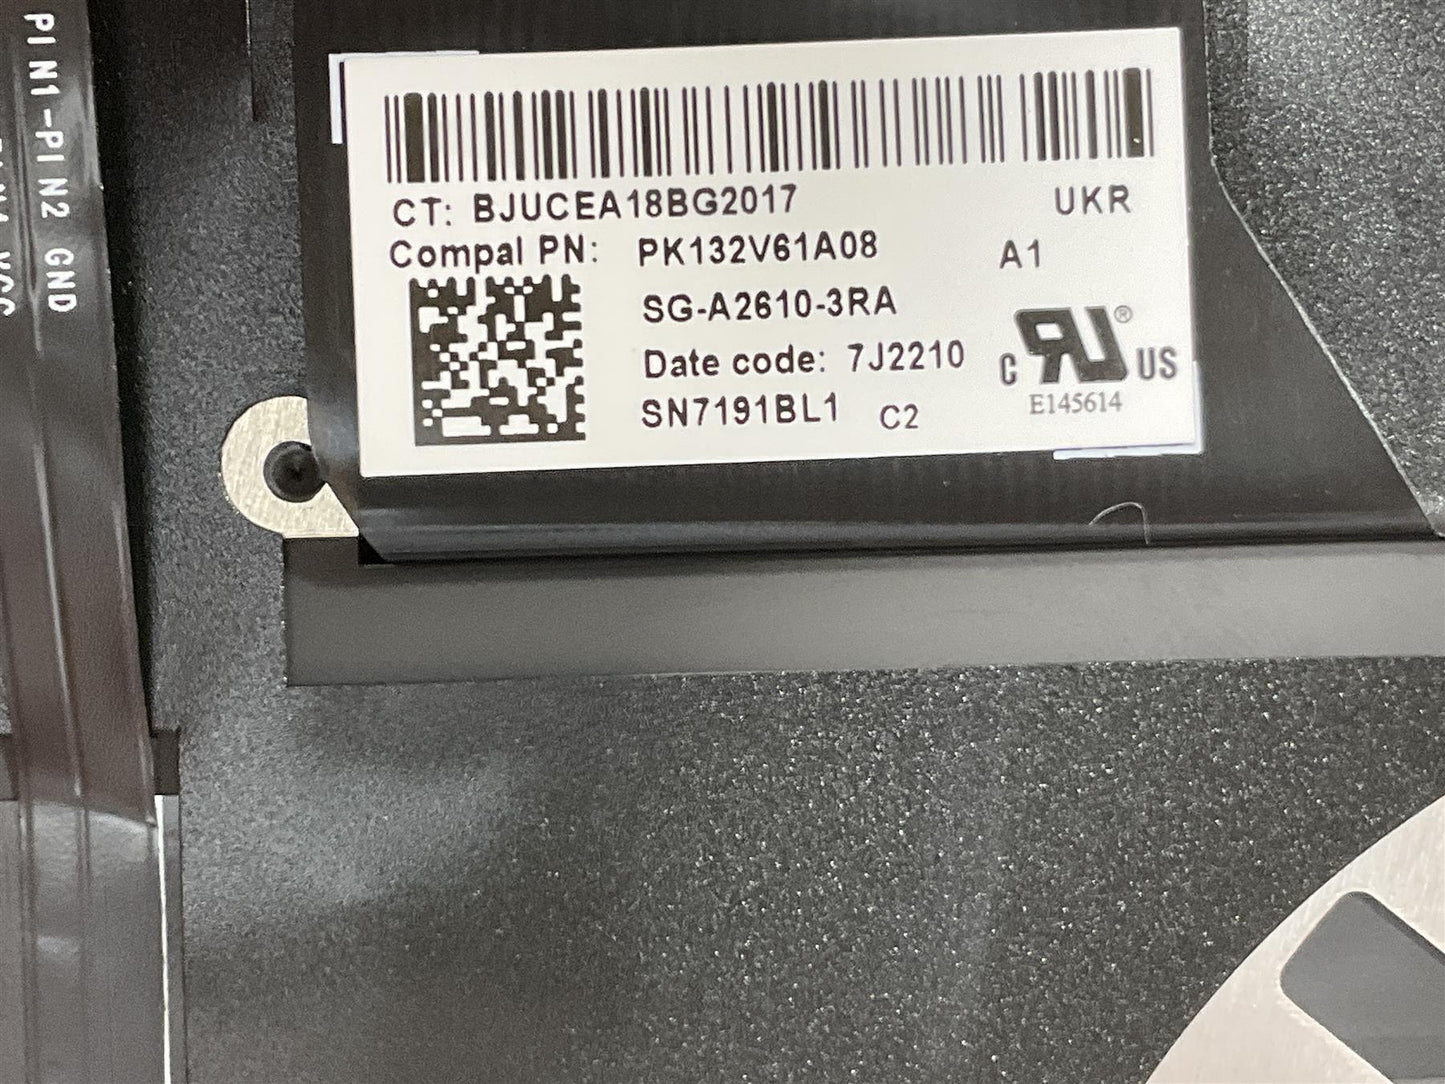 PIN1-PIN2 GND
CT: BJUCEA18BG2017 UKR
Compal PN: PK132V61A08 A1
SG-A2610-3RA
Date code: 7J2210
SN7191BL1 C2
C RU ® US
E145614